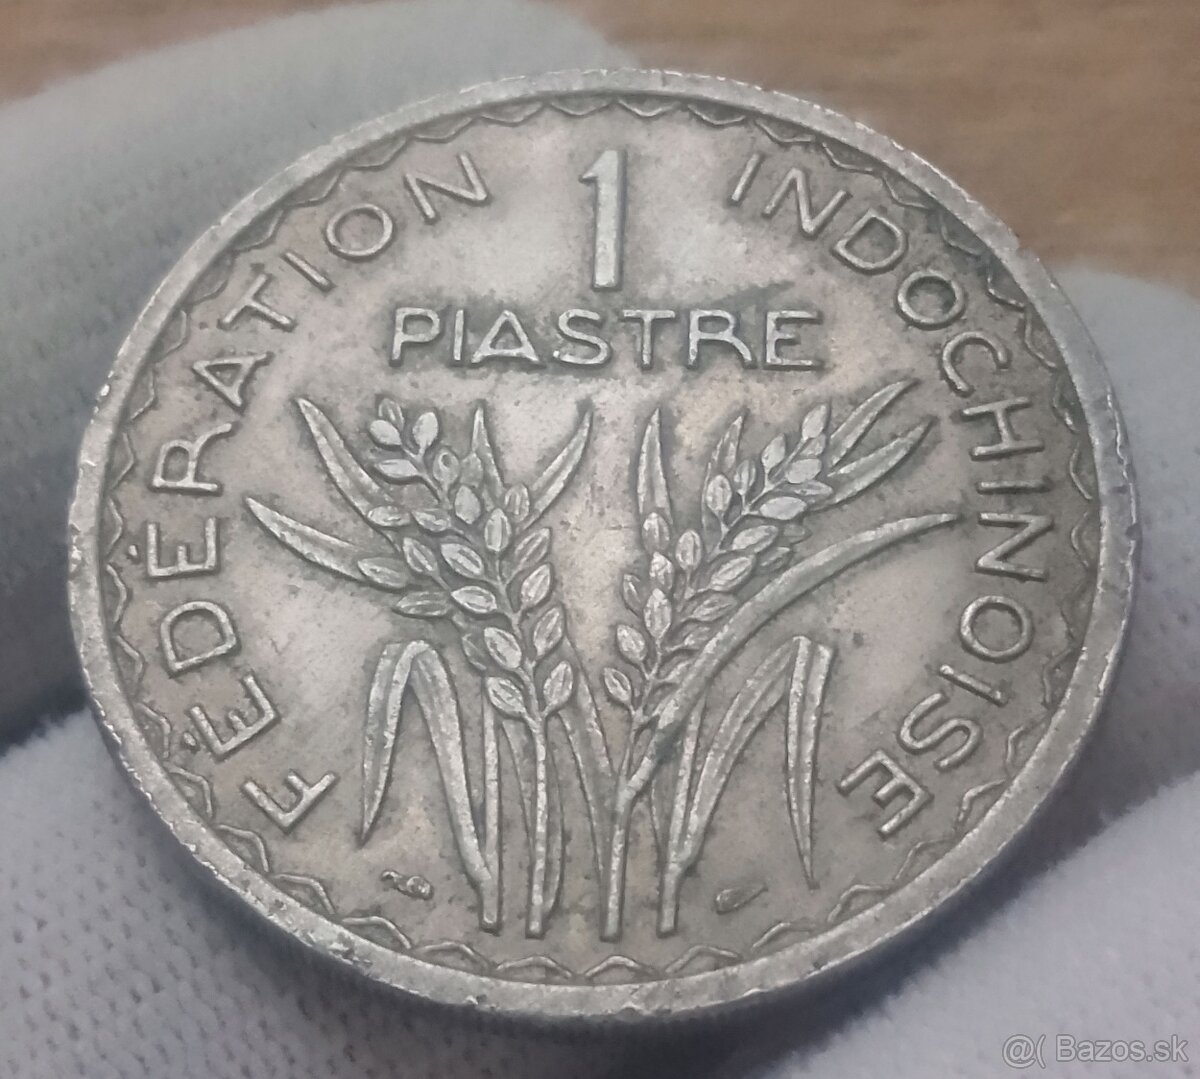 FÉDÉRATION INDOCHINOISE
1
PIASTRE
@( Bazos.sk